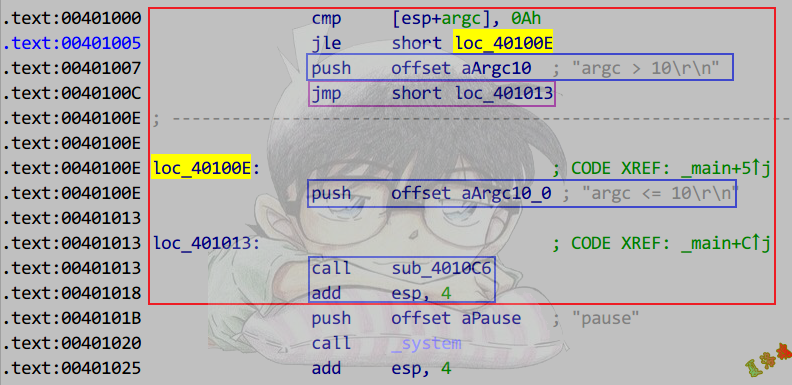 .text:00401000 cmp [esp+argc], 0Ah
.text:00401005 jle short loc_40100E
.text:00401007 push offset aArgc10 ; "argc > 10\r\n"
.text:0040100C jmp short loc_401013
.text:0040100E ; ---------------------------------------------------------------------------
.text:0040100E
.text:0040100E loc_40100E: ; CODE XREF: _main+5↑j
.text:0040100E push offset aArgc10_0 ; "argc <= 10\r\n"
.text:00401013
.text:00401013 loc_401013: ; CODE XREF: _main+C↑j
.text:00401013 call sub_4010C6
.text:00401018 add esp, 4
.text:0040101B push offset aPause ; "pause"
.text:00401020 call _system
.text:00401025 add esp, 4